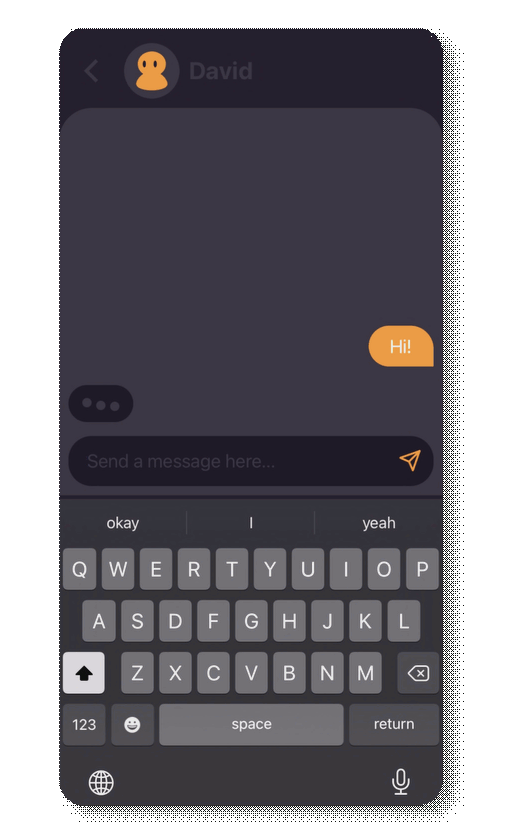 David
Hi!
Send a message here...
okay I yeah
Q W E R T Y U I O P
A S D F G H J K L
Z X C V B N M
123 space return